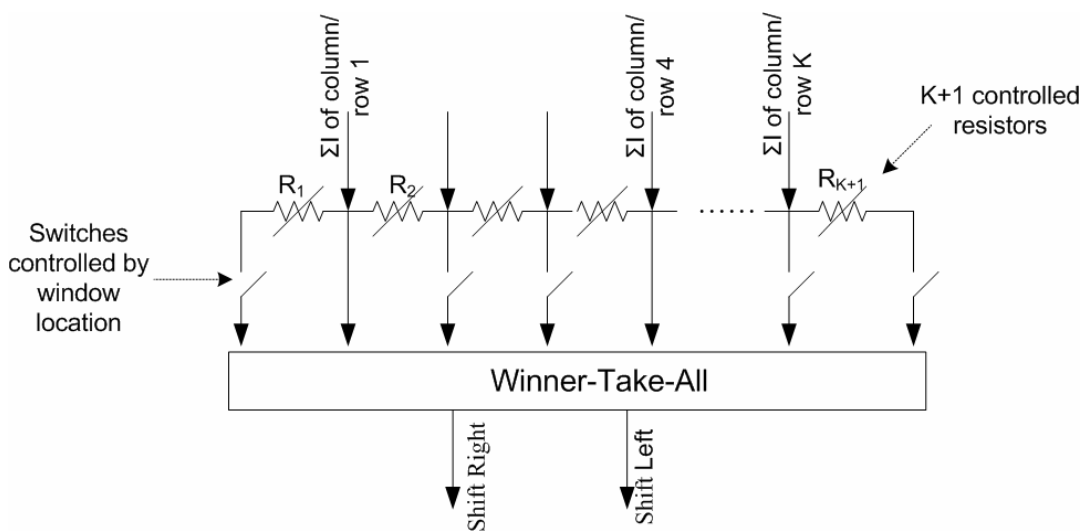 ΣI of column/
row 1
ΣI of column/
row 4
ΣI of column/
row K
K+1 controlled
resistors
R1
R2
RK+1
Switches
controlled by
window
location
......
Winner-Take-All
Shift Right
Shift Left